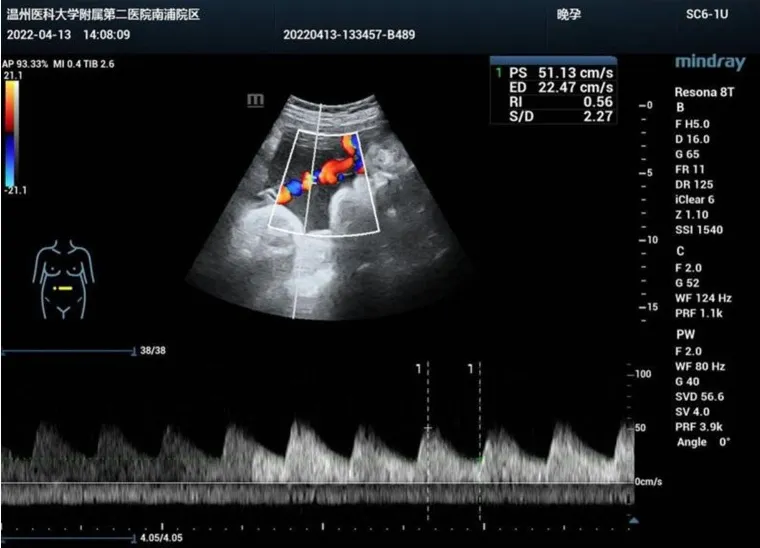 温州医科大学附属第二医院南浦院区 晚孕 SC6-1U
2022-04-13 14:08:09 20220413-133457-B489
AP 93.33% MI 0.4 TIB 2.6
21.1
-21.1
m
1 PS 51.13 cm/s
ED 22.47 cm/s
RI 0.56
S/D 2.27
mindray
Resona 8T
B
F H5.0
D 16.0
G 65
FR 11
DR 125
iClear 6
Z 1.10
SSI 1540
C
F 2.0
G 52
WF 124 Hz
PRF 1.1k
PW
F 2.0
WF 80 Hz
G 40
SVD 56.6
SV 4.0
PRF 3.9k
Angle 0°
0
5
10
15
38/38
1 1
100
50
0cm/s
4.05/4.05